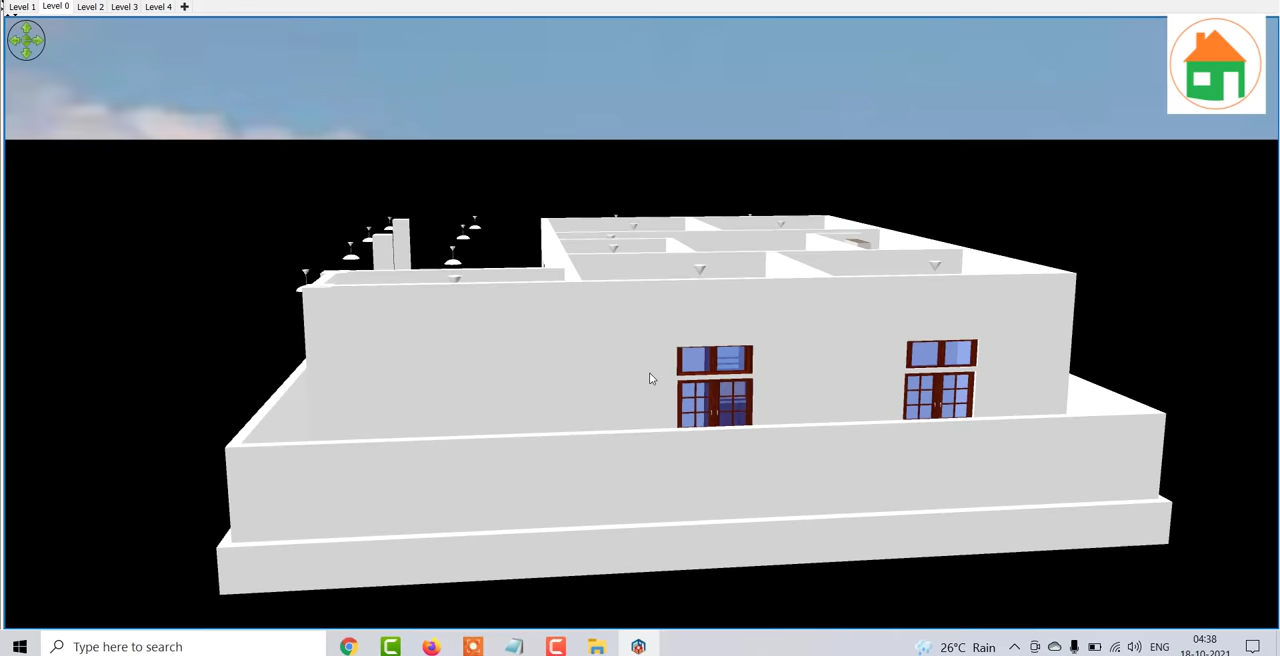 Level 1 Level 0 Level 2 Level 3 Level 4
Type here to search
26°C Rain
ENG
04:38
18-10-2021